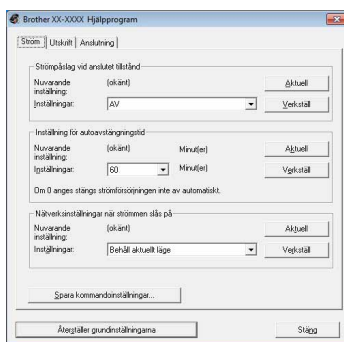 Brother XX-XXXX Hjälpprogram
Ström Utskrift Anslutning
Strömpåslag vid anslutet tillstånd
Nuvarande inställning: (okänt) Aktuell
Inställningar: AV Verkställ
Inställning för autoavstängningstid
Nuvarande inställning: (okänt) Minut(er) Aktuell
Inställningar: 60 Minut(er) Verkställ
Om 0 anges stängs strömförsörjningen inte av automatiskt.
Nätverksinställningar när strömmen slås på
Nuvarande inställning: (okänt) Aktuell
Inställningar: Behåll aktuellt läge Verkställ
Spara kommandoinställningar...
Återställer grundinställningarna Stäng